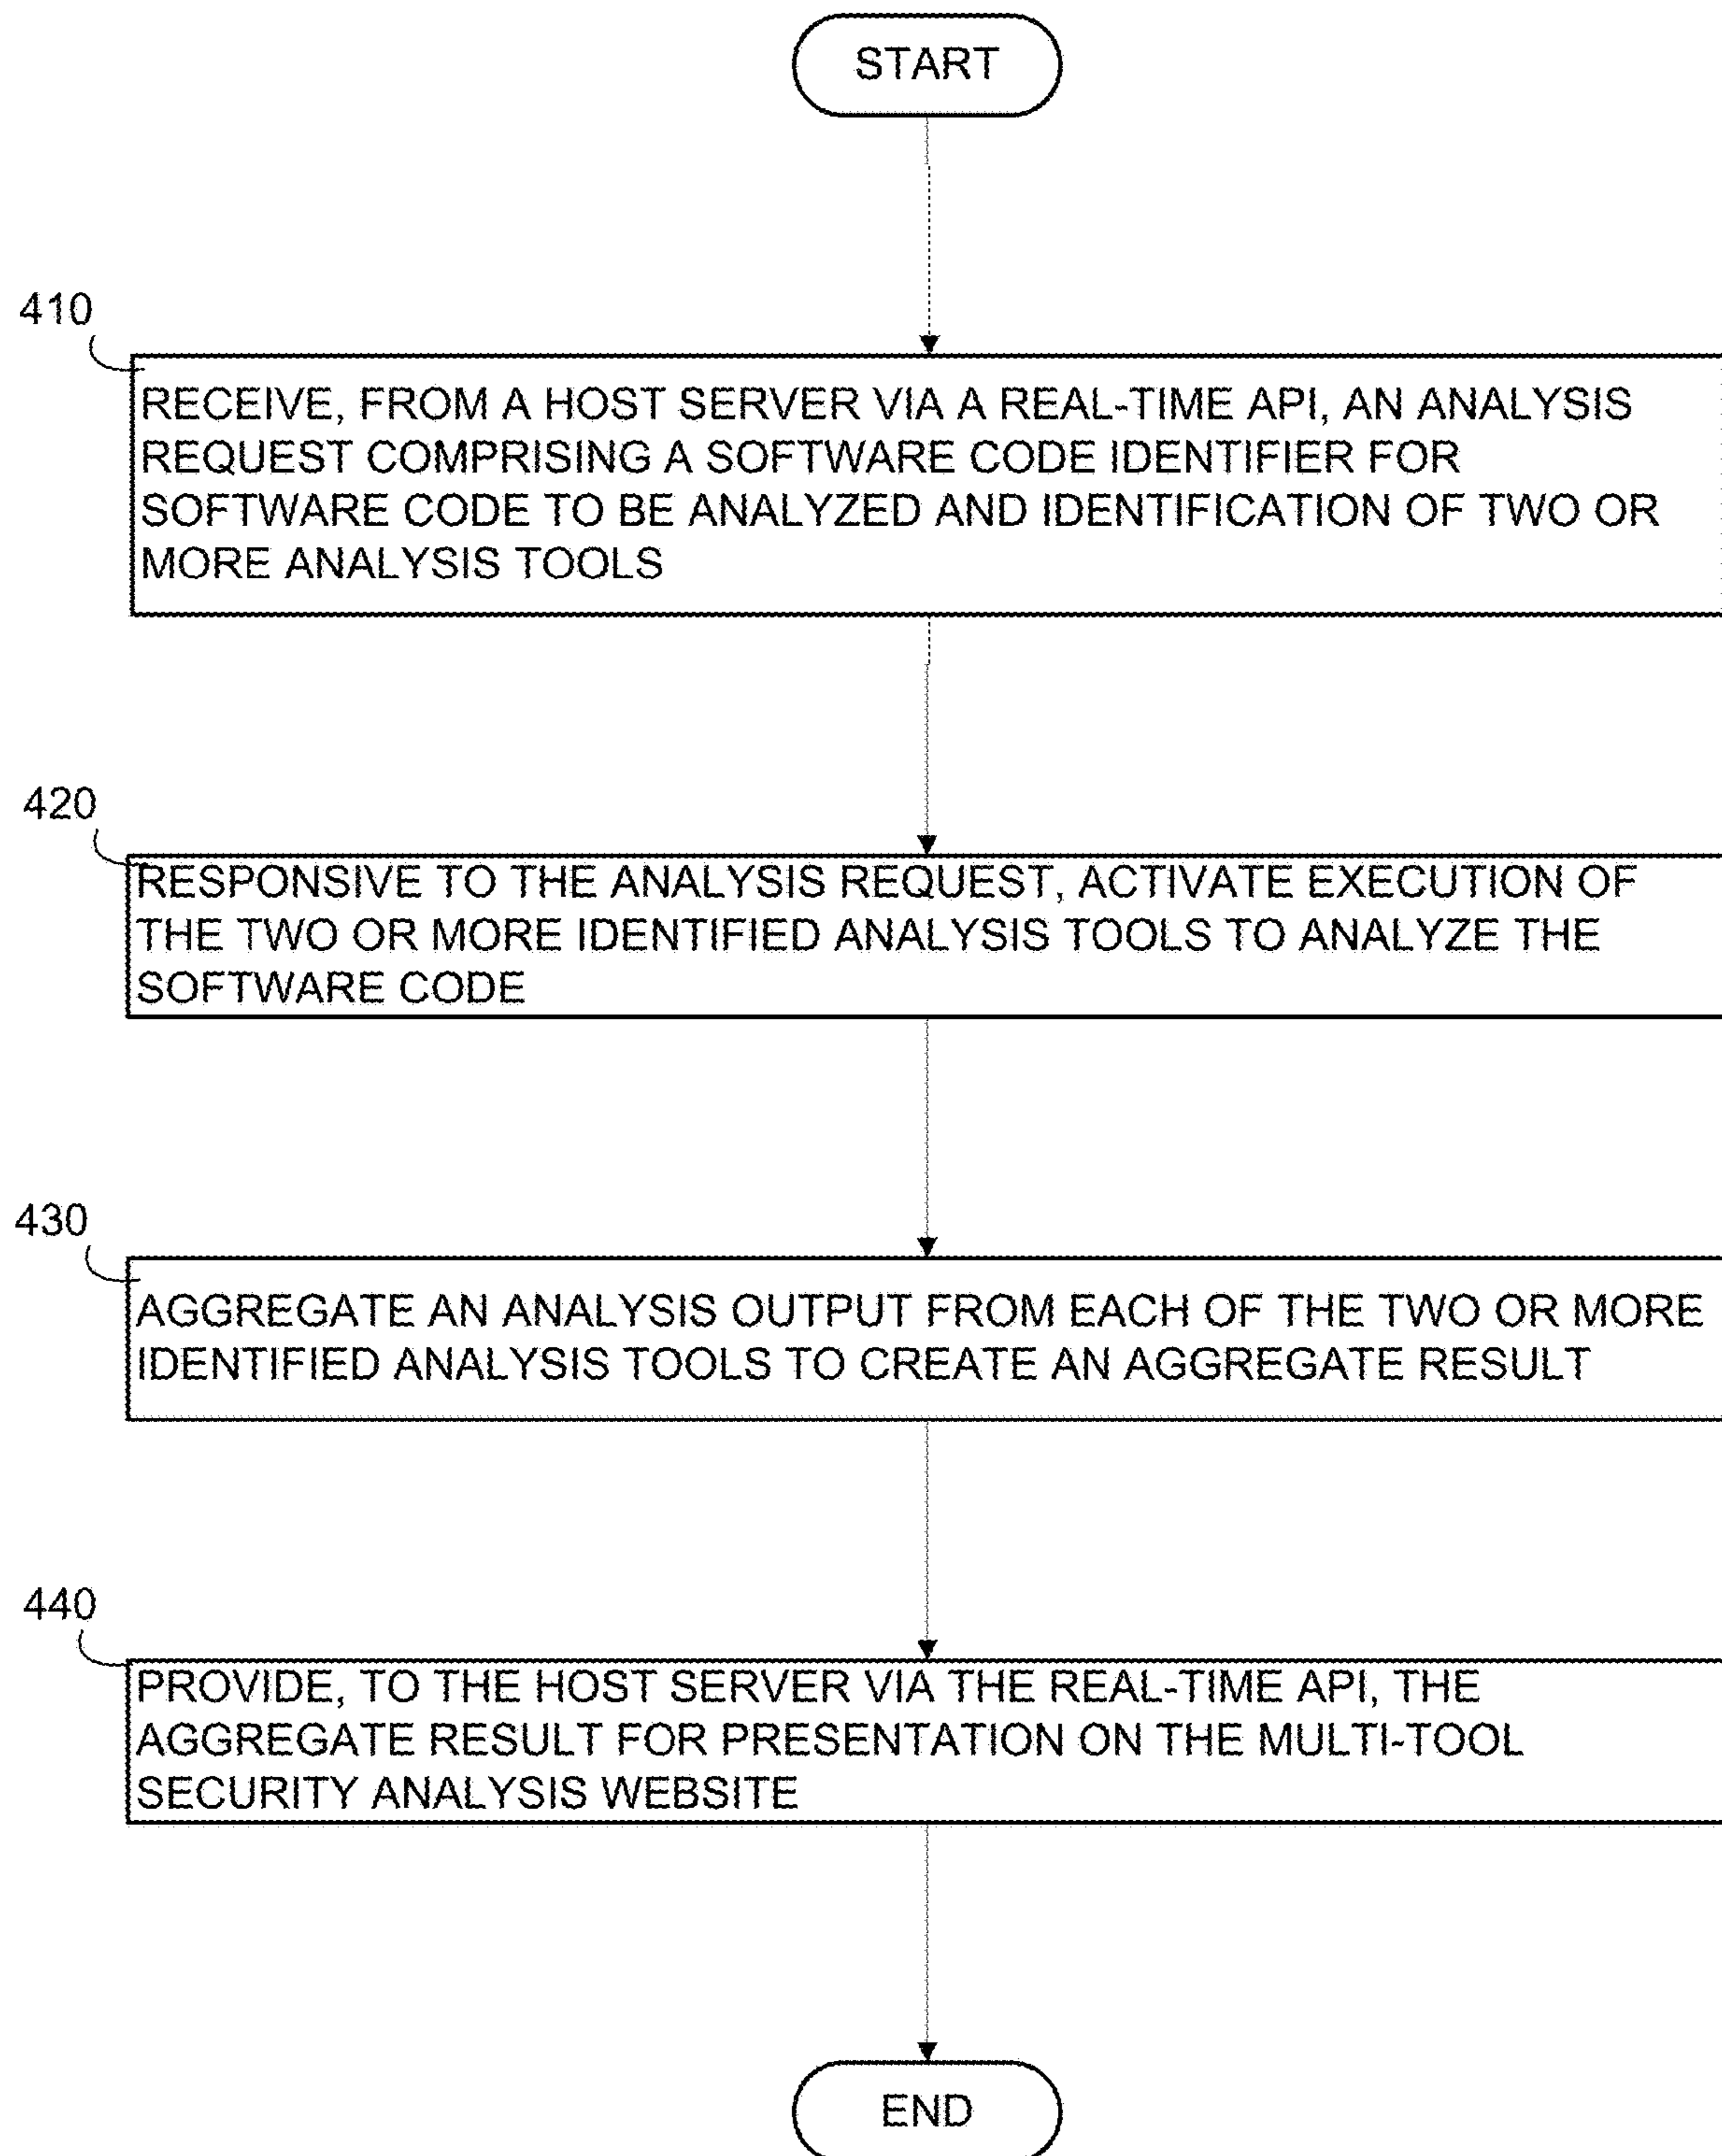 START
410
RECEIVE, FROM A HOST SERVER VIA A REAL-TIME API, AN ANALYSIS
REQUEST COMPRISING A SOFTWARE CODE IDENTIFIER FOR
SOFTWARE CODE TO BE ANALYZED AND IDENTIFICATION OF TWO OR
MORE ANALYSIS TOOLS
420
RESPONSIVE TO THE ANALYSIS REQUEST, ACTIVATE EXECUTION OF
THE TWO OR MORE IDENTIFIED ANALYSIS TOOLS TO ANALYZE THE
SOFTWARE CODE
430
AGGREGATE AN ANALYSIS OUTPUT FROM EACH OF THE TWO OR MORE
IDENTIFIED ANALYSIS TOOLS TO CREATE AN AGGREGATE RESULT
440
PROVIDE, TO THE HOST SERVER VIA THE REAL-TIME API, THE
AGGREGATE RESULT FOR PRESENTATION ON THE MULTI-TOOL
SECURITY ANALYSIS WEBSITE
END